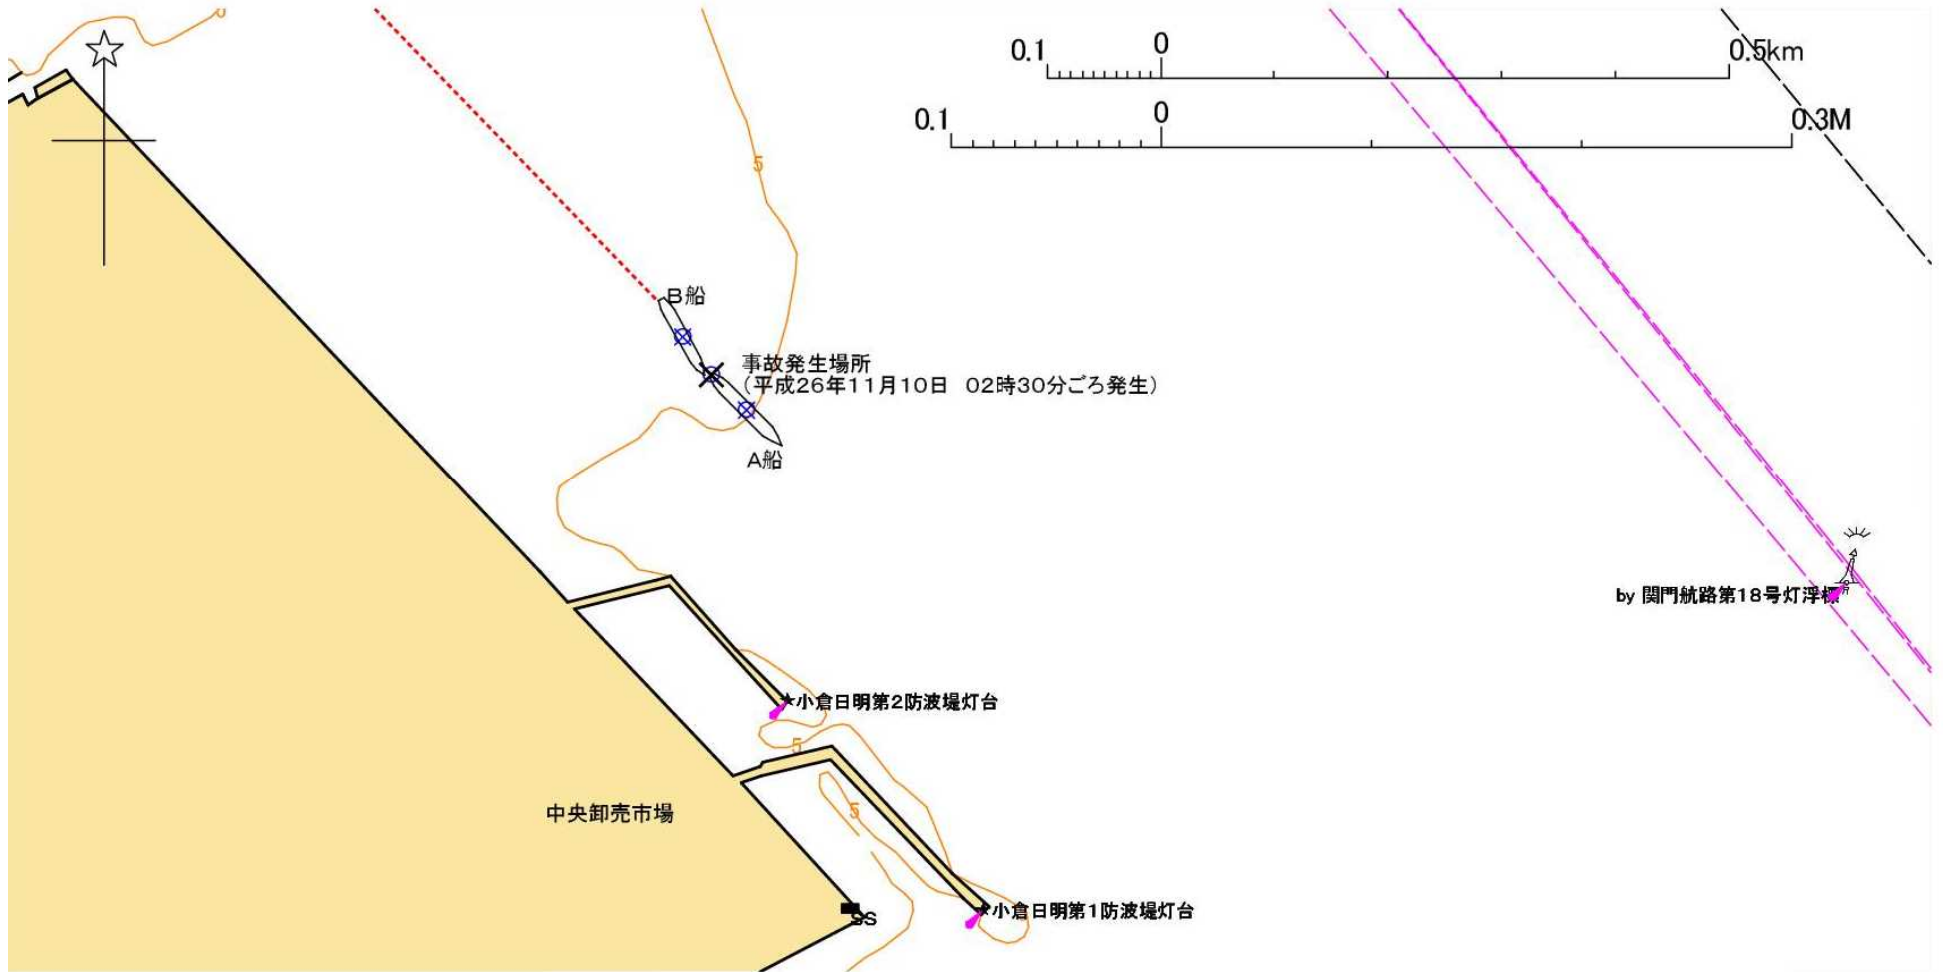 0.1 0 0.5km
0.1 0 0.3M
5
B船
事故発生場所
（平成26年11月10日 02時30分ごろ発生）
A船
by 関門航路第18号灯浮標
小倉日明第2防波堤灯台
5
中央卸売市場
5
小倉日明第1防波堤灯台
SS